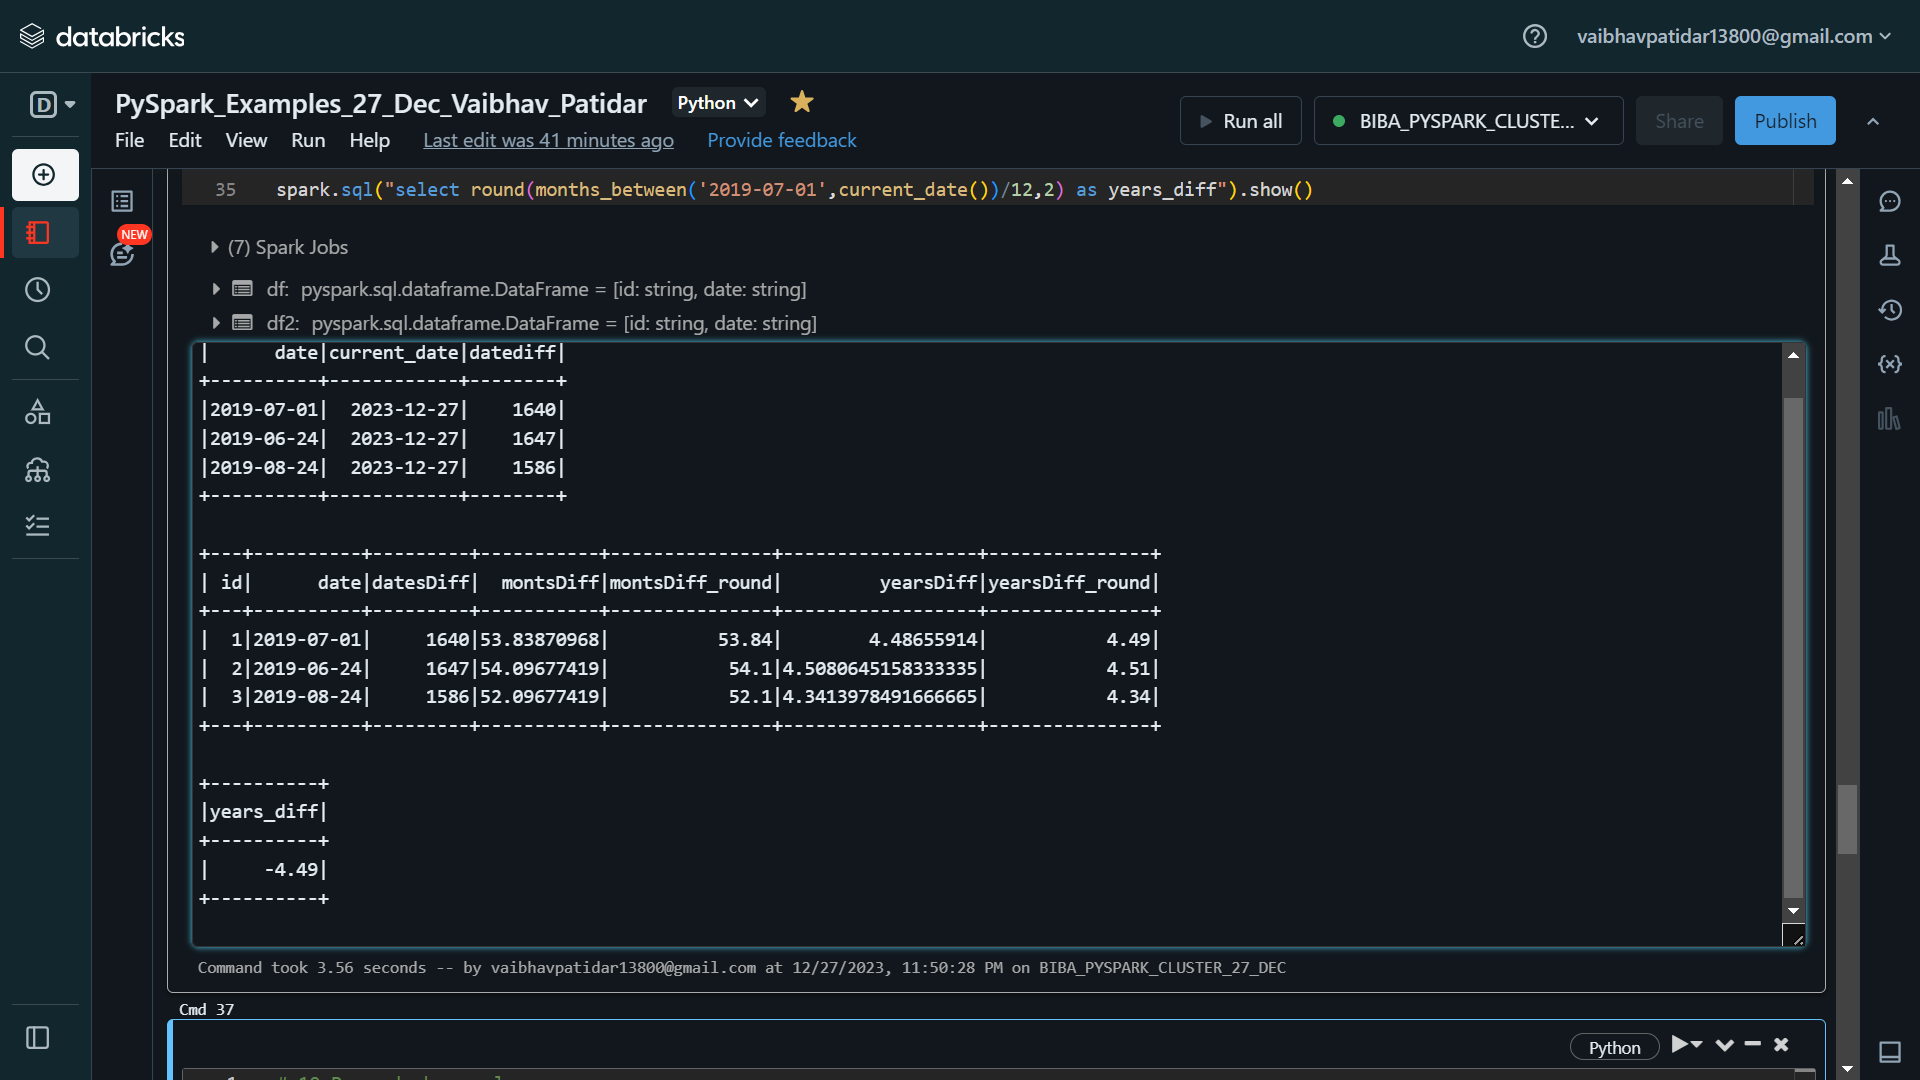 databricks
vaibhavpatidar13800@gmail.com
D
PySpark_Examples_27_Dec_Vaibhav_Patidar Python
File Edit View Run Help Last edit was 41 minutes ago Provide feedback
Run all BIBA_PYSPARK_CLUSTE... Share Publish
NEW
35 spark.sql("select round(months_between('2019-07-01',current_date())/12,2) as years_diff").show()
(7) Spark Jobs
df: pyspark.sql.dataframe.DataFrame = [id: string, date: string]
df2: pyspark.sql.dataframe.DataFrame = [id: string, date: string]
|      date|current_date|datediff|
+----------+------------+--------+
|2019-07-01|  2023-12-27|    1640|
|2019-06-24|  2023-12-27|    1647|
|2019-08-24|  2023-12-27|    1586|
+----------+------------+--------+
+---+----------+---------+-----------+---------------+------------------+---------------+
| id|      date|datesDiff|  montsDiff|montsDiff_round|         yearsDiff|yearsDiff_round|
+---+----------+---------+-----------+---------------+------------------+---------------+
|  1|2019-07-01|     1640|53.83870968|          53.84|        4.48655914|           4.49|
|  2|2019-06-24|     1647|54.09677419|           54.1|4.5080645158333335|           4.51|
|  3|2019-08-24|     1586|52.09677419|           52.1|4.3413978491666665|           4.34|
+---+----------+---------+-----------+---------------+------------------+---------------+
+----------+
|years_diff|
+----------+
|     -4.49|
+----------+
Command took 3.56 seconds -- by vaibhavpatidar13800@gmail.com at 12/27/2023, 11:50:28 PM on BIBA_PYSPARK_CLUSTER_27_DEC
Cmd 37
Python